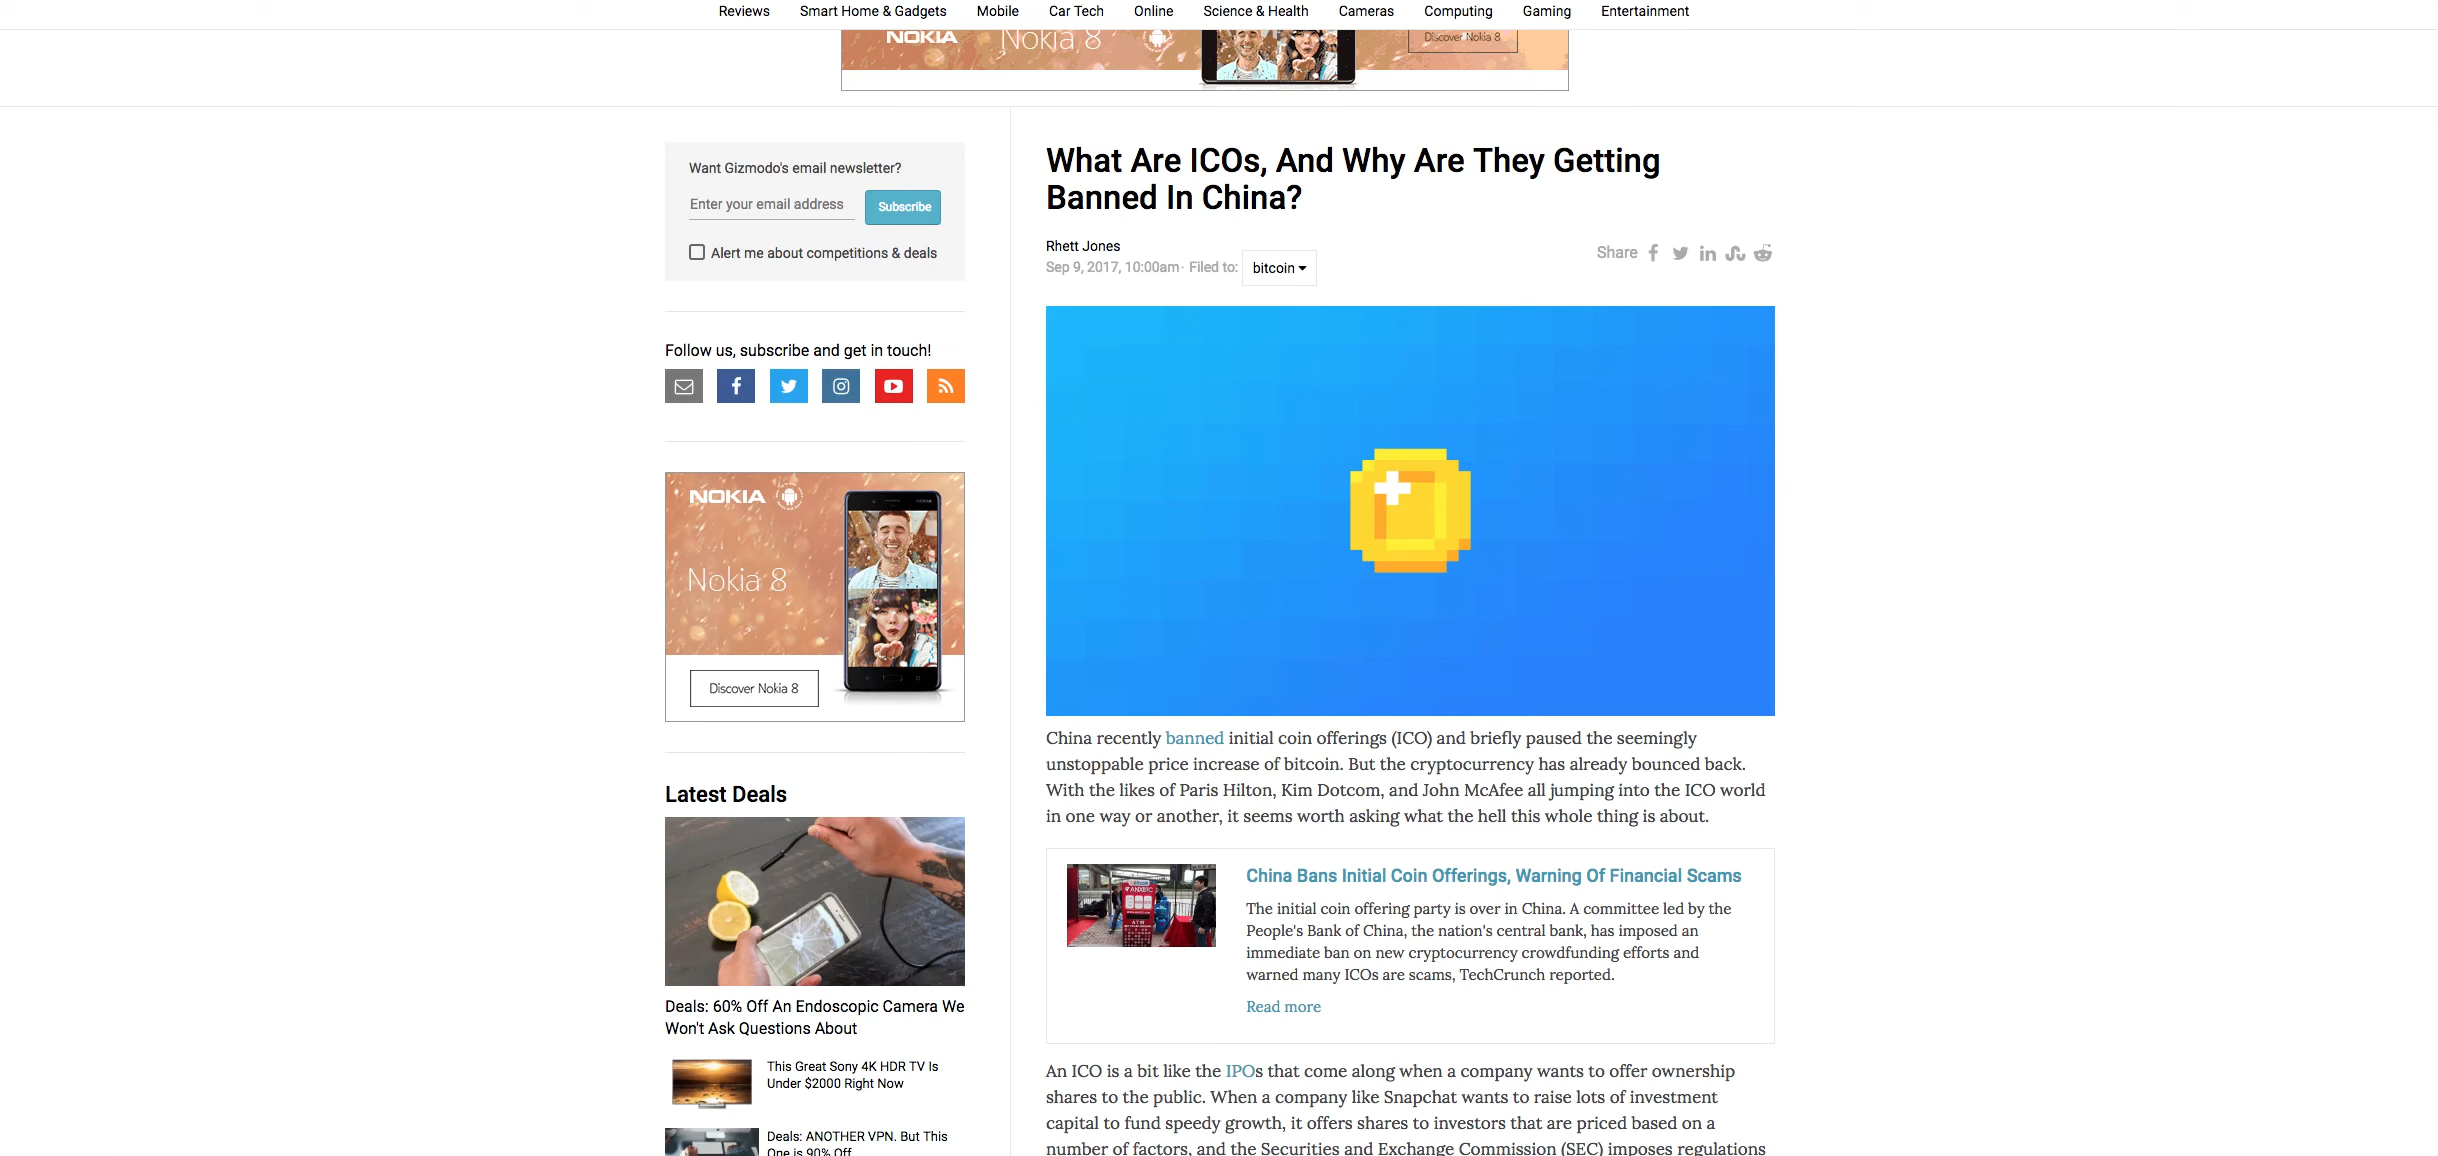 Reviews Smart Home & Gadgets Mobile Car Tech Online Science & Health Cameras Computing Gaming Entertainment
NOKIA Nokia 8 Discover Nokia 8
Want Gizmodo's email newsletter?
Enter your email address Subscribe
Alert me about competitions & deals
Follow us, subscribe and get in touch!
NOKIA
Nokia 8
Discover Nokia 8
Latest Deals
Deals: 60% Off An Endoscopic Camera We
Won't Ask Questions About
This Great Sony 4K HDR TV Is
Under $2000 Right Now
Deals: ANOTHER VPN. But This
One is 90% Off
What Are ICOs, And Why Are They Getting
Banned In China?
Rhett Jones
Sep 9, 2017, 10:00am · Filed to: bitcoin
Share
China recently banned initial coin offerings (ICO) and briefly paused the seemingly
unstoppable price increase of bitcoin. But the cryptocurrency has already bounced back.
With the likes of Paris Hilton, Kim Dotcom, and John McAfee all jumping into the ICO world
in one way or another, it seems worth asking what the hell this whole thing is about.
China Bans Initial Coin Offerings, Warning Of Financial Scams
The initial coin offering party is over in China. A committee led by the
People's Bank of China, the nation's central bank, has imposed an
immediate ban on new cryptocurrency crowdfunding efforts and
warned many ICOs are scams, TechCrunch reported.
Read more
An ICO is a bit like the IPOs that come along when a company wants to offer ownership
shares to the public. When a company like Snapchat wants to raise lots of investment
capital to fund speedy growth, it offers shares to investors that are priced based on a
number of factors, and the Securities and Exchange Commission (SEC) imposes regulations